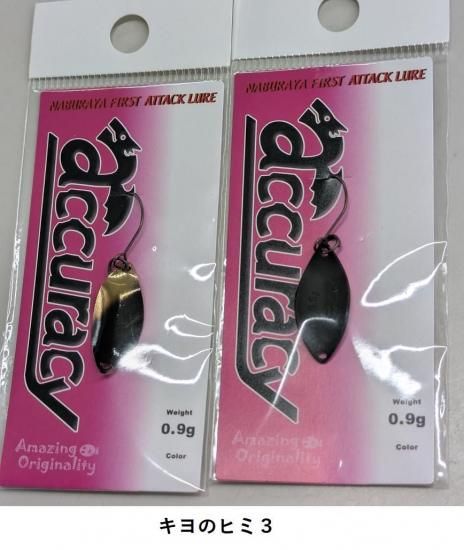 NABURAYA FIRST ATTACK LURE
accuracy
Weight
0.9g
Amazing
Originality
Color
NABURAYA FIRST ATTACK LURE
accuracy
Weight
0.9g
Amazing
Originality
Color
キヨのヒミ3